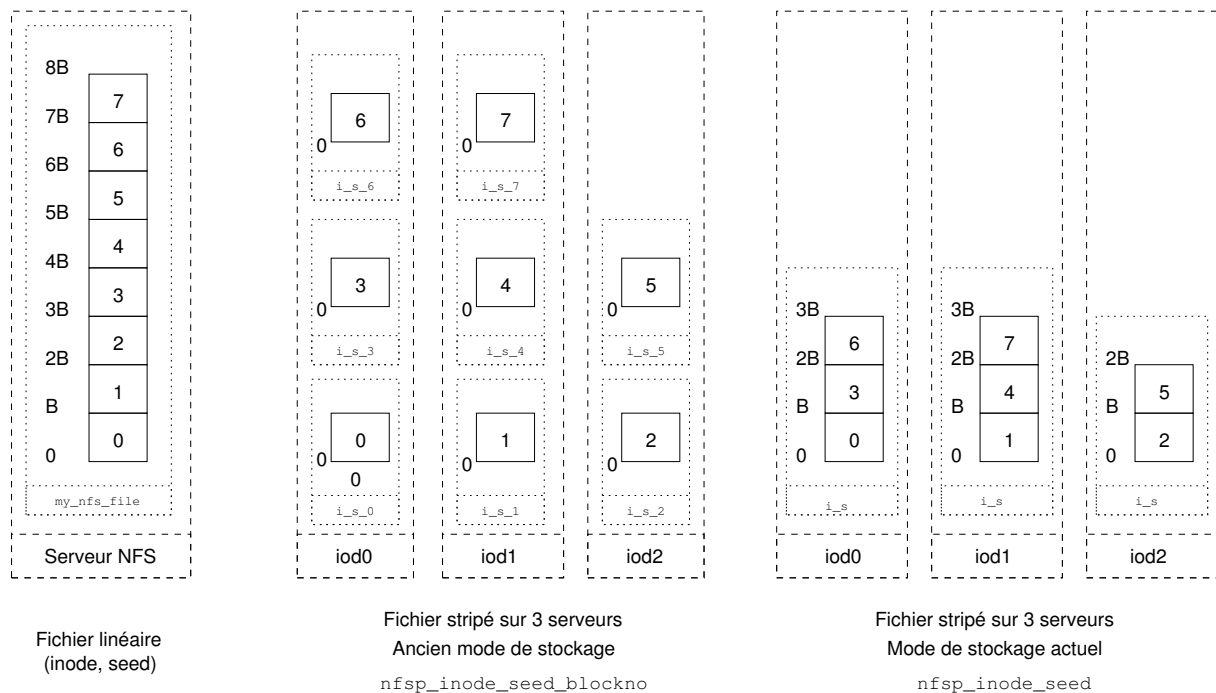 8B
7
7B
6
6B
5
5B
4
4B
3
3B
2
2B
1
B
0
0
my_nfs_file
Serveur NFS
Fichier linéaire
(inode, seed)
6
0
i_s_6
7
0
i_s_7
3
0
i_s_3
4
0
i_s_4
5
0
i_s_5
0
0
0
i_s_0
1
0
i_s_1
2
0
i_s_2
iod0
iod1
iod2
Fichier stripé sur 3 serveurs
Ancien mode de stockage
nfsp_inode_seed_blockno
3B
6
2B
3
B
0
0
i_s
iod0
3B
7
2B
4
B
1
0
i_s
iod1
2B
5
B
2
0
i_s
iod2
Fichier stripé sur 3 serveurs
Mode de stockage actuel
nfsp_inode_seed